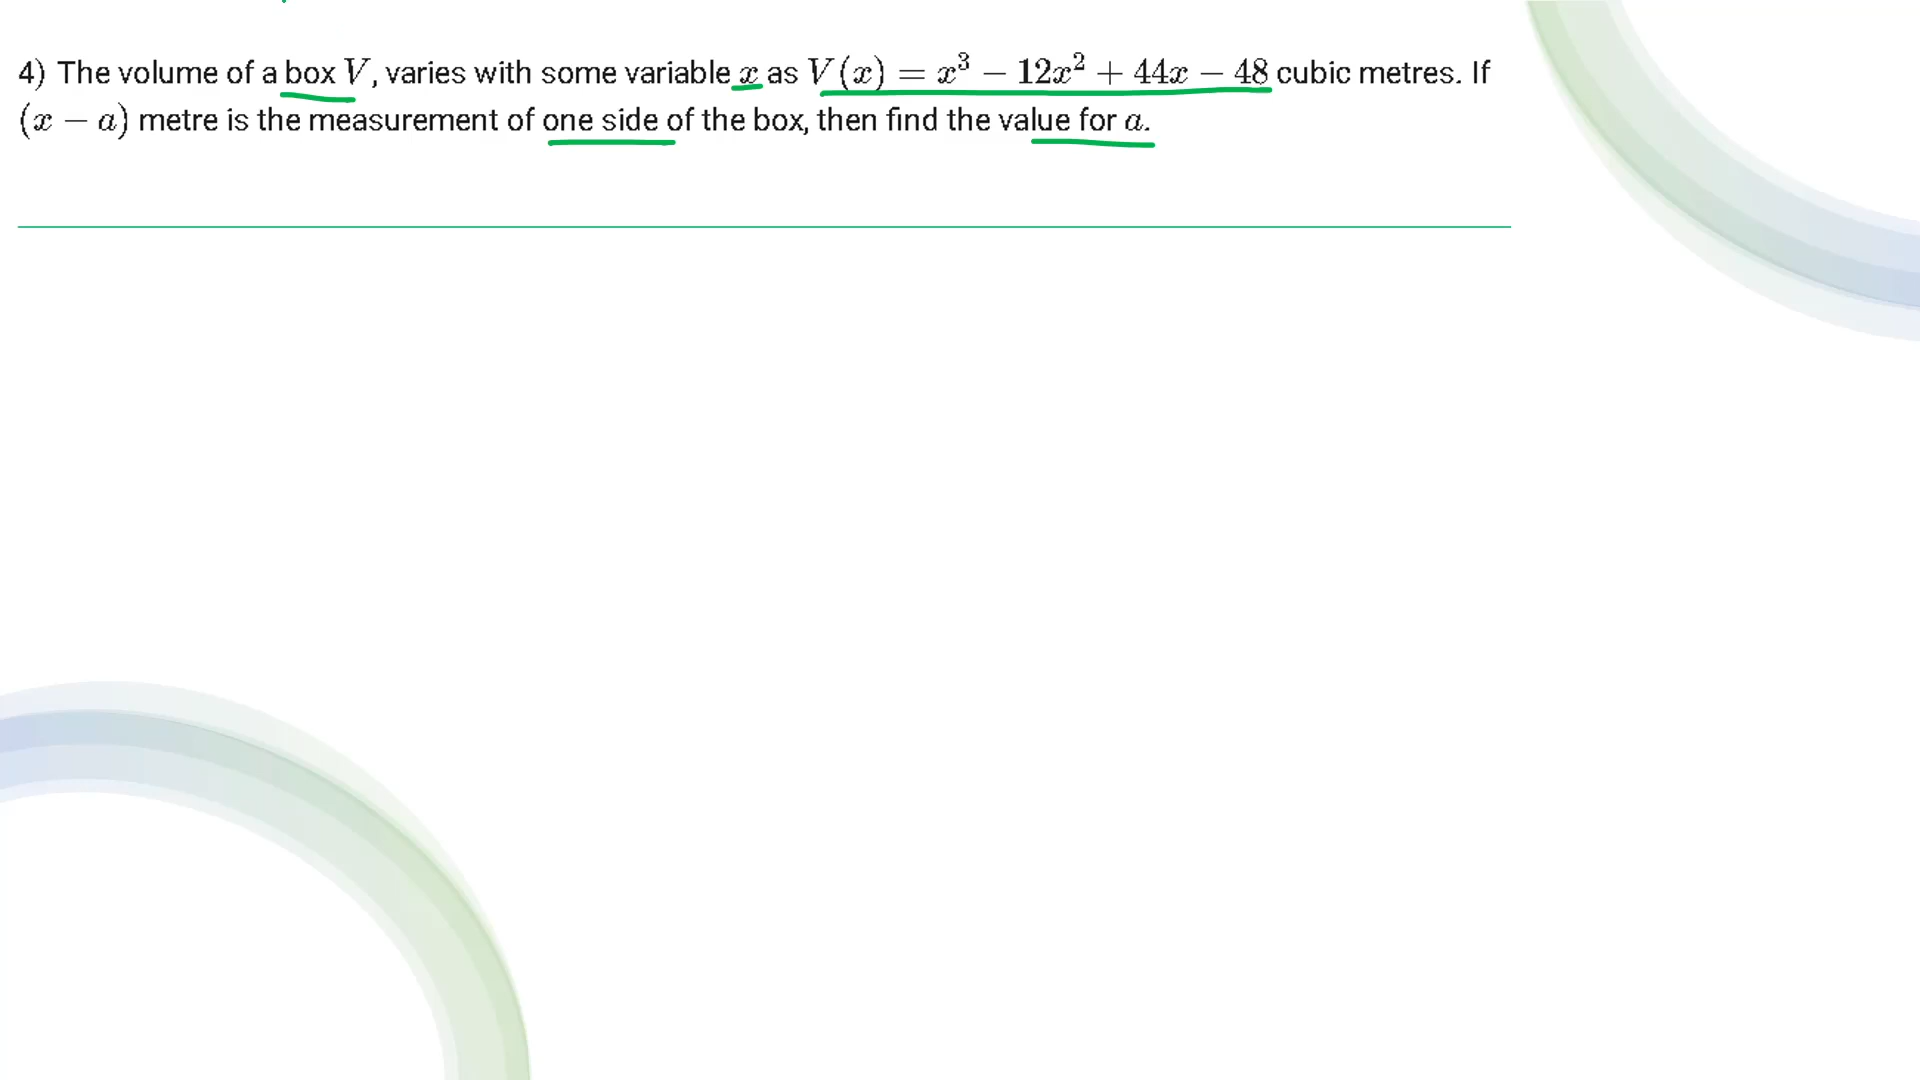 4) The volume of a box V, varies with some variable x as V(x) = x³ − 12x² + 44x − 48 cubic metres. If
(x − a) metre is the measurement of one side of the box, then find the value for a.